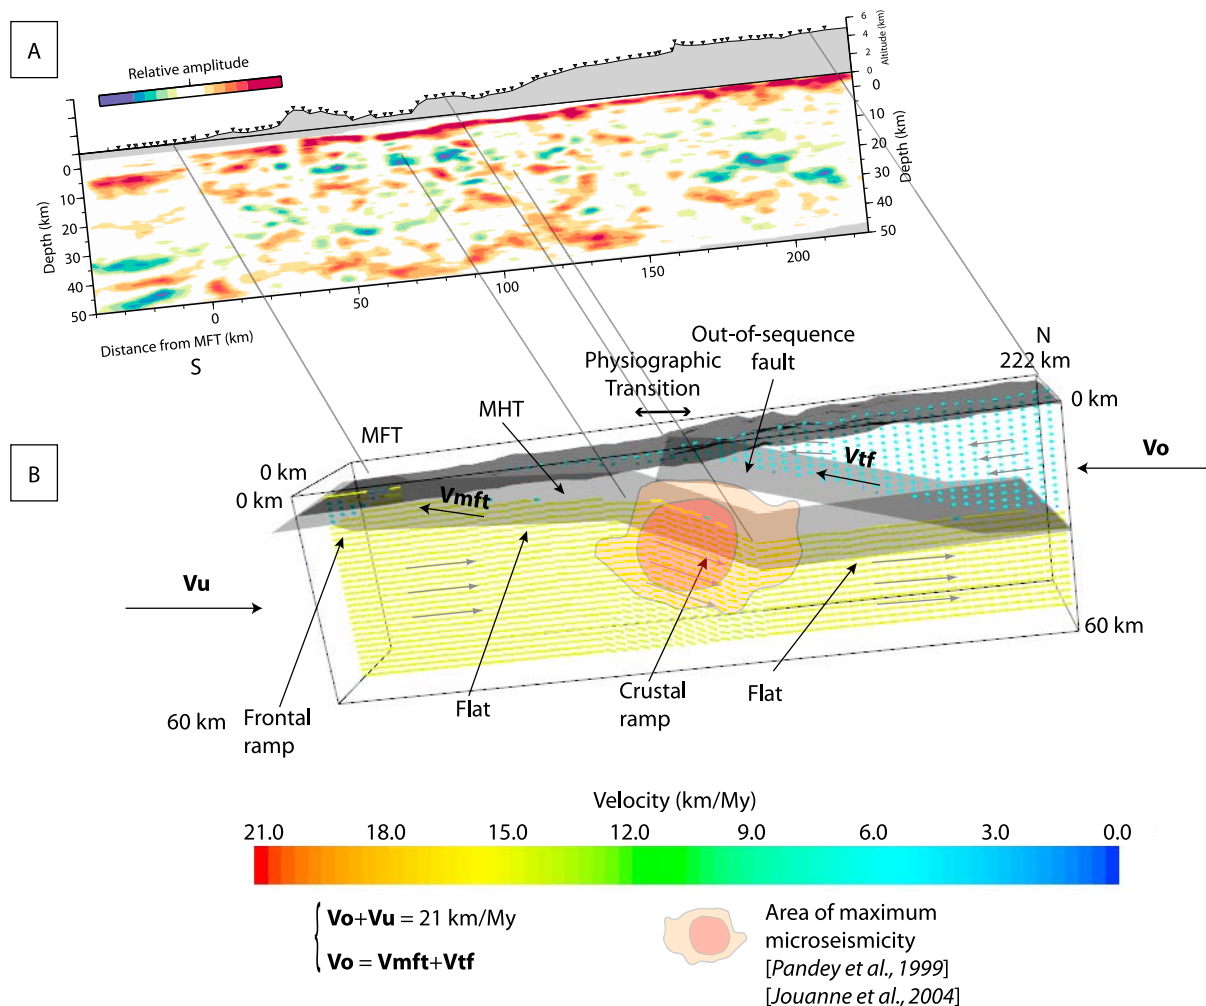 A
Relative amplitude
6
4
2
0
Altitude (km)
0
10
20
30
40
50
Depth (km)
0
10
20
30
40
50
Depth (km)
0
50
100
150
200
Distance from MFT (km)
S
B
Out-of-sequence
fault
Physiographic
Transition
N
222 km
0 km
MHT
MFT
0 km
0 km
Vmft
Vtf
Vo
Vu
60 km
60 km
Frontal
ramp
Flat
Crustal
ramp
Flat
Velocity (km/My)
21.0 18.0 15.0 12.0 9.0 6.0 3.0 0.0
Vo+Vu = 21 km/My
Vo = Vmft+Vtf
Area of maximum
microseismicity
[Pandey et al., 1999]
[Jouanne et al., 2004]